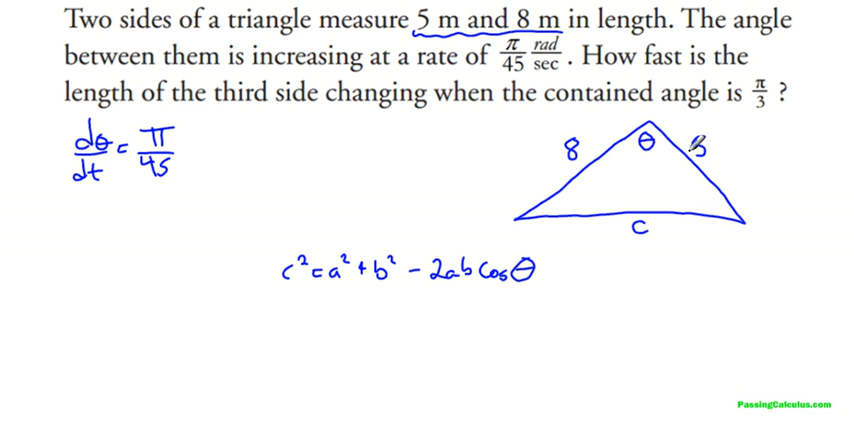 Two sides of a triangle measure 5 m and 8 m in length. The angle
between them is increasing at a rate of π/45 rad/sec . How fast is the
length of the third side changing when the contained angle is π/3 ?
dθ/dt = π/45
8 θ 5
c
c² = a² + b² - 2ab cos θ
PassingCalculus.com